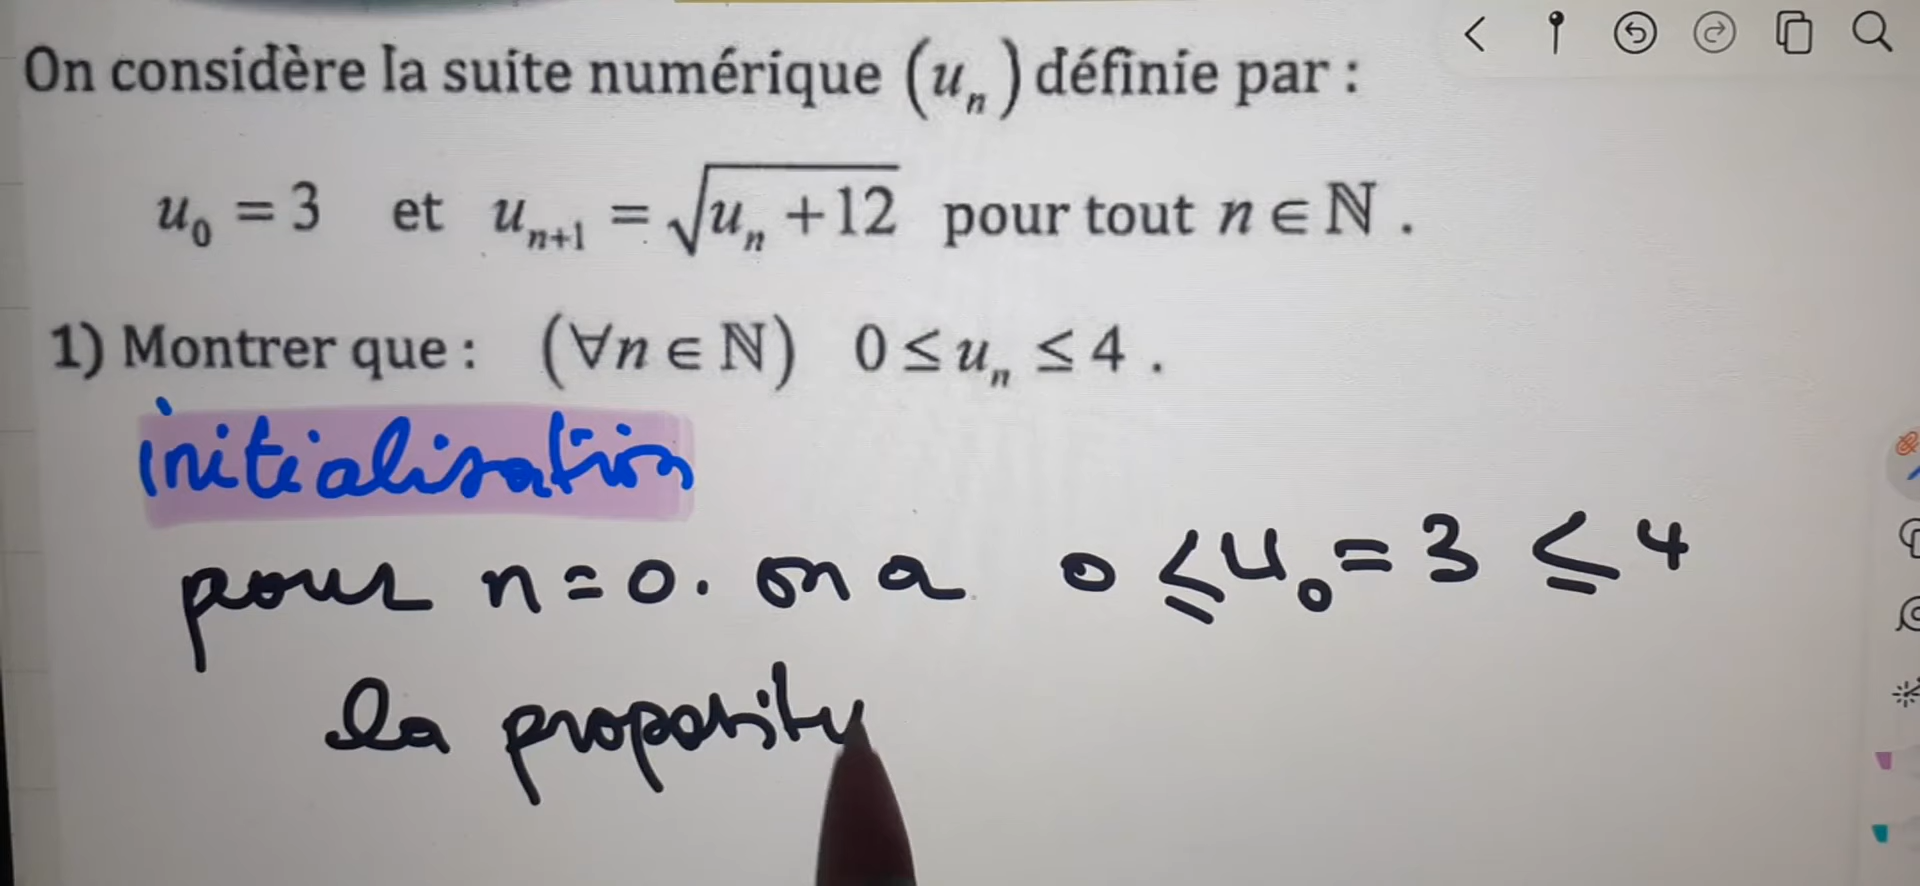 On considère la suite numérique (uₙ) définie par :
u₀ = 3 et uₙ₊₁ = √(uₙ + 12) pour tout n ∈ ℕ .
1) Montrer que : (∀n ∈ ℕ) 0 ≤ uₙ ≤ 4 .
initialisation
pour n = 0. on a 0 ≤ u₀ = 3 ≤ 4
la propositi